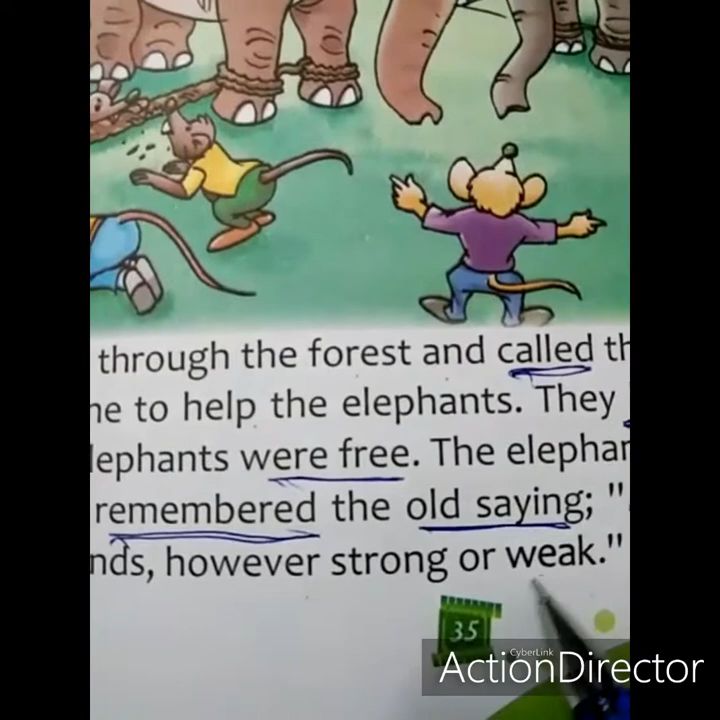 through the forest and called th
ne to help the elephants. They
lephants were free. The elephan
remembered the old saying; "
nds, however strong or weak."
35
CyberLink
ActionDirector